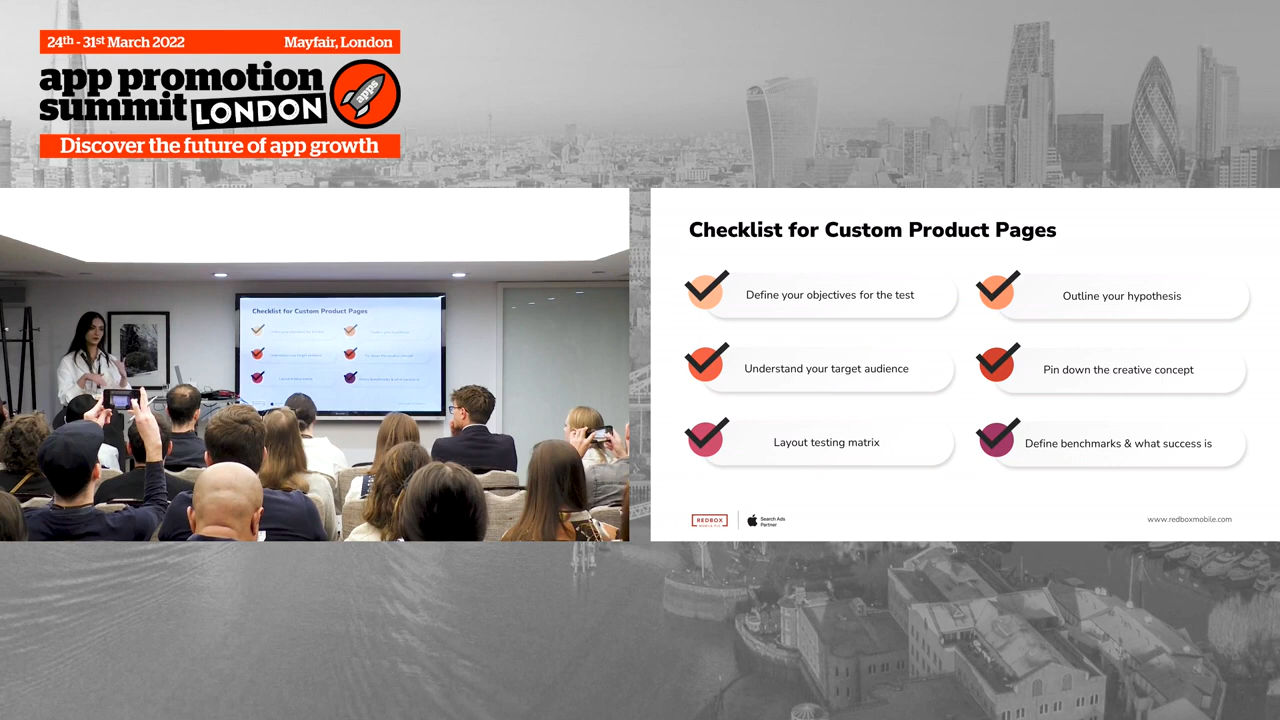 24th - 31st March 2022
Mayfair, London
app promotion
summit LONDON
apps
Discover the future of app growth
Checklist for Custom Product Pages
Checklist for Custom Product Pages
Define your objectives for the test
Outline your hypothesis
Understand your target audience
Pin down the creative concept
Layout testing matrix
Define benchmarks & what success is
REDBOX
MOBILE
Search Ads
Partner
www.redboxmobile.com